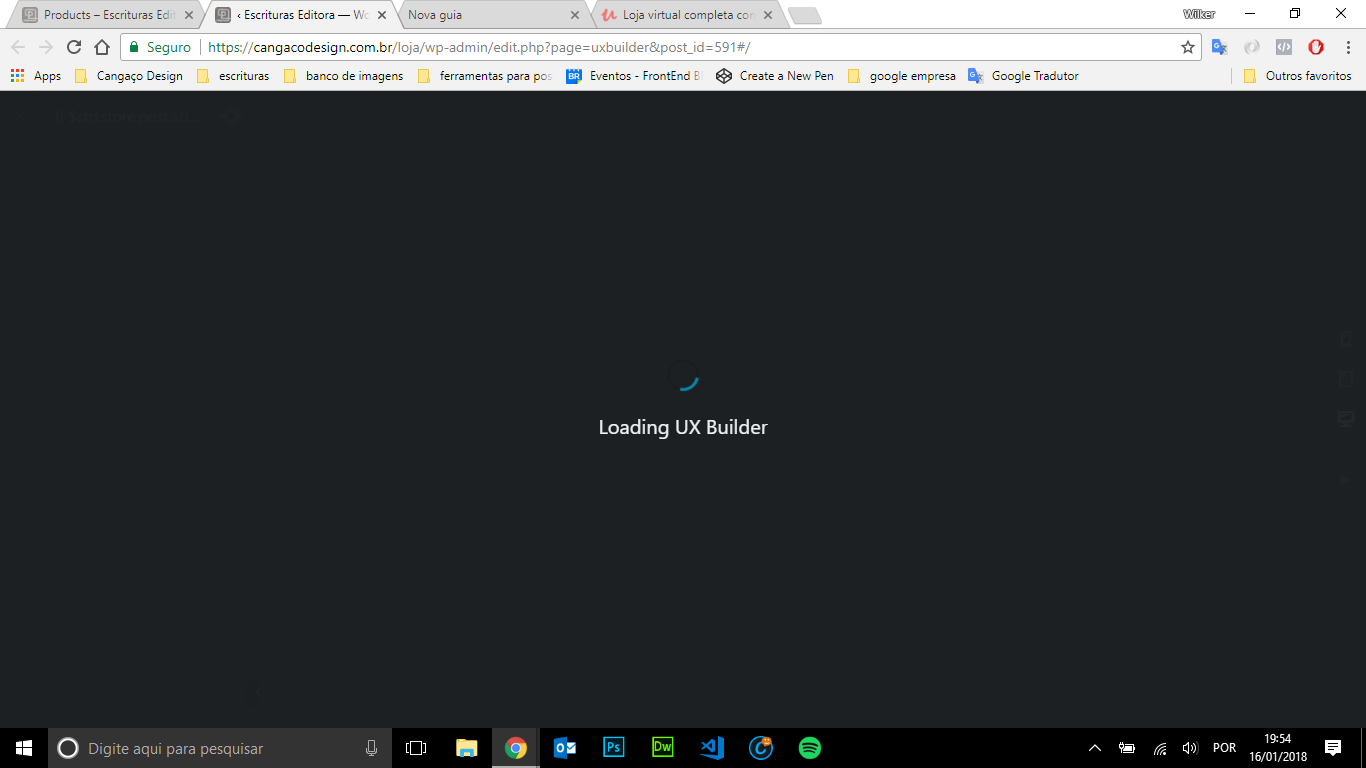 Products – Escrituras Edit
‹ Escrituras Editora — Wo
Nova guia
Loja virtual completa con
Wilker
Seguro
https://cangacodesign.com.br/loja/wp-admin/edit.php?page=uxbuilder&post_id=591#/
Apps
Cangaço Design
escrituras
banco de imagens
ferramentas para pos
BR
Eventos - FrontEnd B
Create a New Pen
google empresa
Google Tradutor
Outros favoritos
Loading UX Builder
Digite aqui para pesquisar
Ps
Dw
POR
19:54
16/01/2018